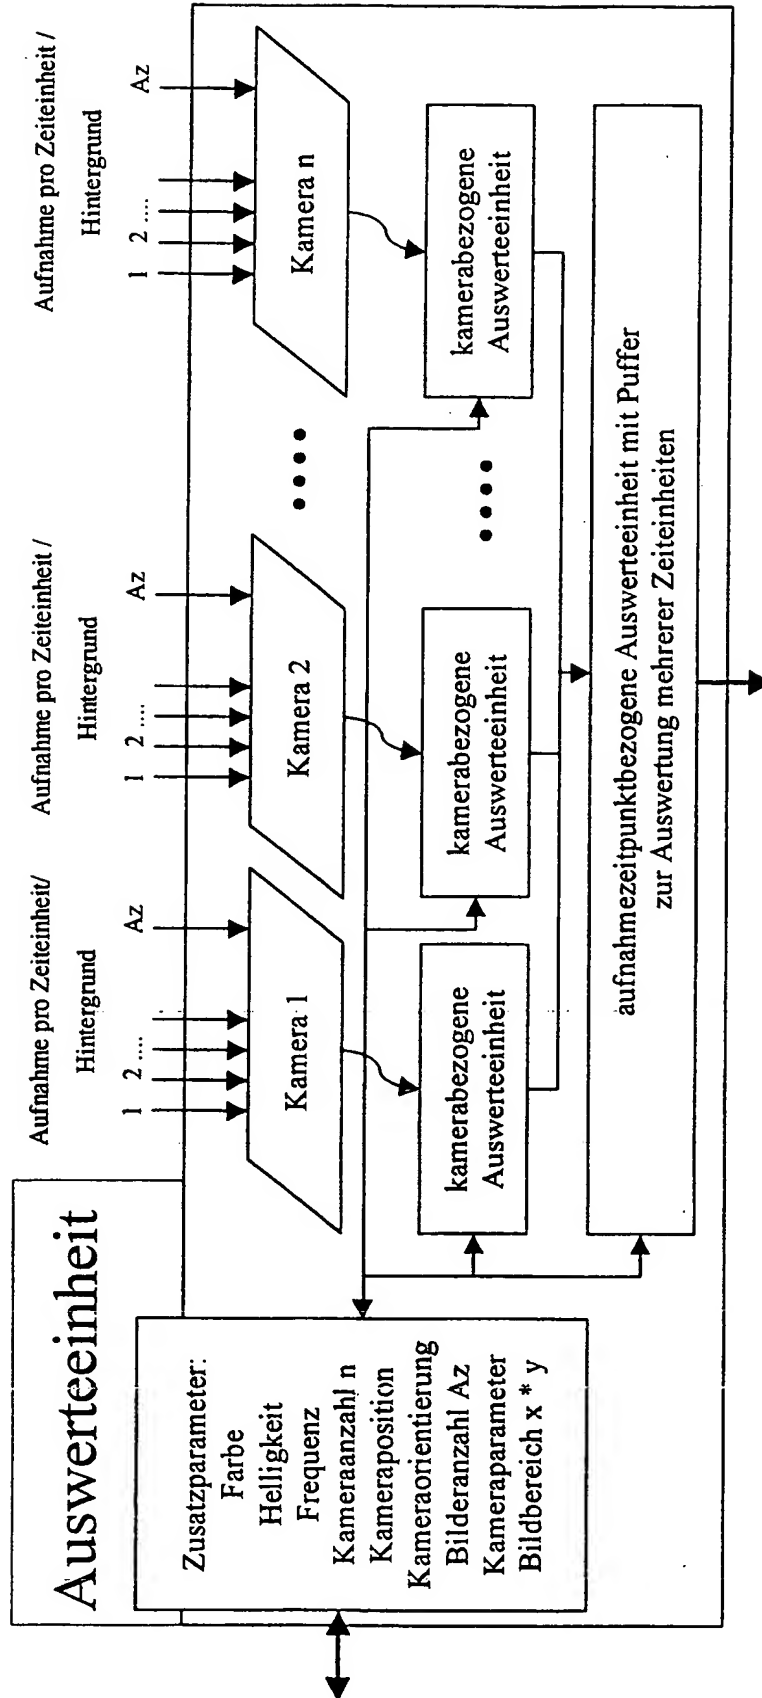 Auswerteeinheit
Zusatzparameter:
Farbe
Helligkeit
Frequenz
Kameraanzahl n
Kameraposition
Kameraorientierung
Bilderanzahl Az
Kameraparameter
Bildbereich x * y
Aufnahme pro Zeiteinheit/
Hintergrund
1 2 .... Az
Kamera 1
kamerabezogene
Auswerteeinheit
Aufnahme pro Zeiteinheit /
Hintergrund
1 2 .... Az
Kamera 2
kamerabezogene
Auswerteeinheit
Aufnahme pro Zeiteinheit /
Hintergrund
1 2 .... Az
Kamera n
kamerabezogene
Auswerteeinheit
aufnahmezeitpunktbezogene Auswerteeinheit mit Puffer
zur Auswertung mehrerer Zeiteinheiten